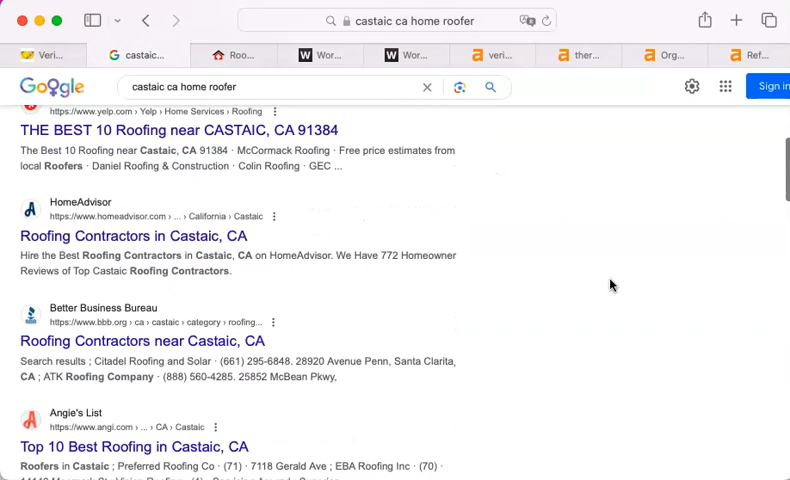 castaic ca home roofer
Veri...
castaic...
Roo...
Wor...
Wor...
veri...
ther...
Org...
Ref...
Google
castaic ca home roofer
Sign in
https://www.yelp.com › Yelp › Home Services › Roofing
THE BEST 10 Roofing near CASTAIC, CA 91384
The Best 10 Roofing near Castaic, CA 91384 · McCormack Roofing · Free price estimates from
local Roofers · Daniel Roofing & Construction · Colin Roofing · GEC ...
HomeAdvisor
https://www.homeadvisor.com › ... › California › Castaic
Roofing Contractors in Castaic, CA
Hire the Best Roofing Contractors in Castaic, CA on HomeAdvisor. We Have 772 Homeowner
Reviews of Top Castaic Roofing Contractors.
Better Business Bureau
https://www.bbb.org › ca › castaic › category › roofing...
Roofing Contractors near Castaic, CA
Search results ; Citadel Roofing and Solar · (661) 295-6848. 28920 Avenue Penn, Santa Clarita,
CA ; ATK Roofing Company · (888) 560-4285. 25852 McBean Pkwy,
Angie's List
https://www.angi.com › ... › CA › Castaic
Top 10 Best Roofing in Castaic, CA
Roofers in Castaic ; Preferred Roofing Co · (71) · 7118 Gerald Ave ; EBA Roofing Inc · (70) ·